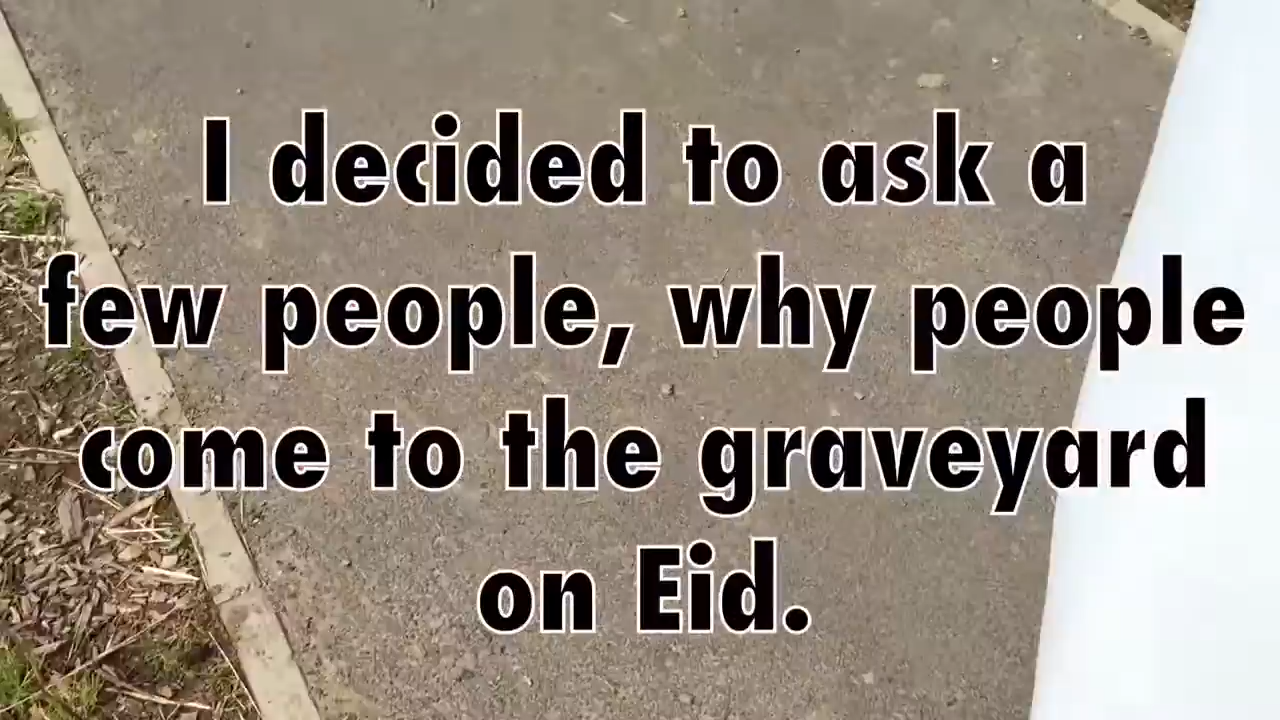 I decided to ask a
few people, why people
come to the graveyard
on Eid.